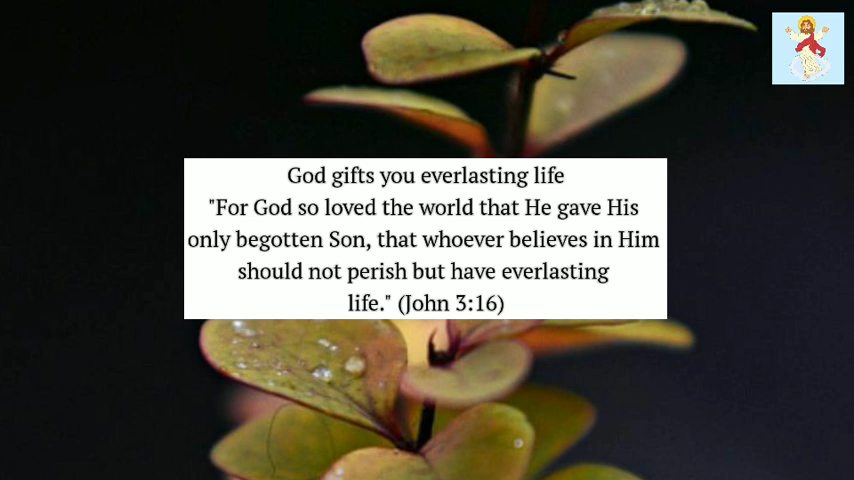 God gifts you everlasting life
"For God so loved the world that He gave His
only begotten Son, that whoever believes in Him
should not perish but have everlasting
life." (John 3:16)